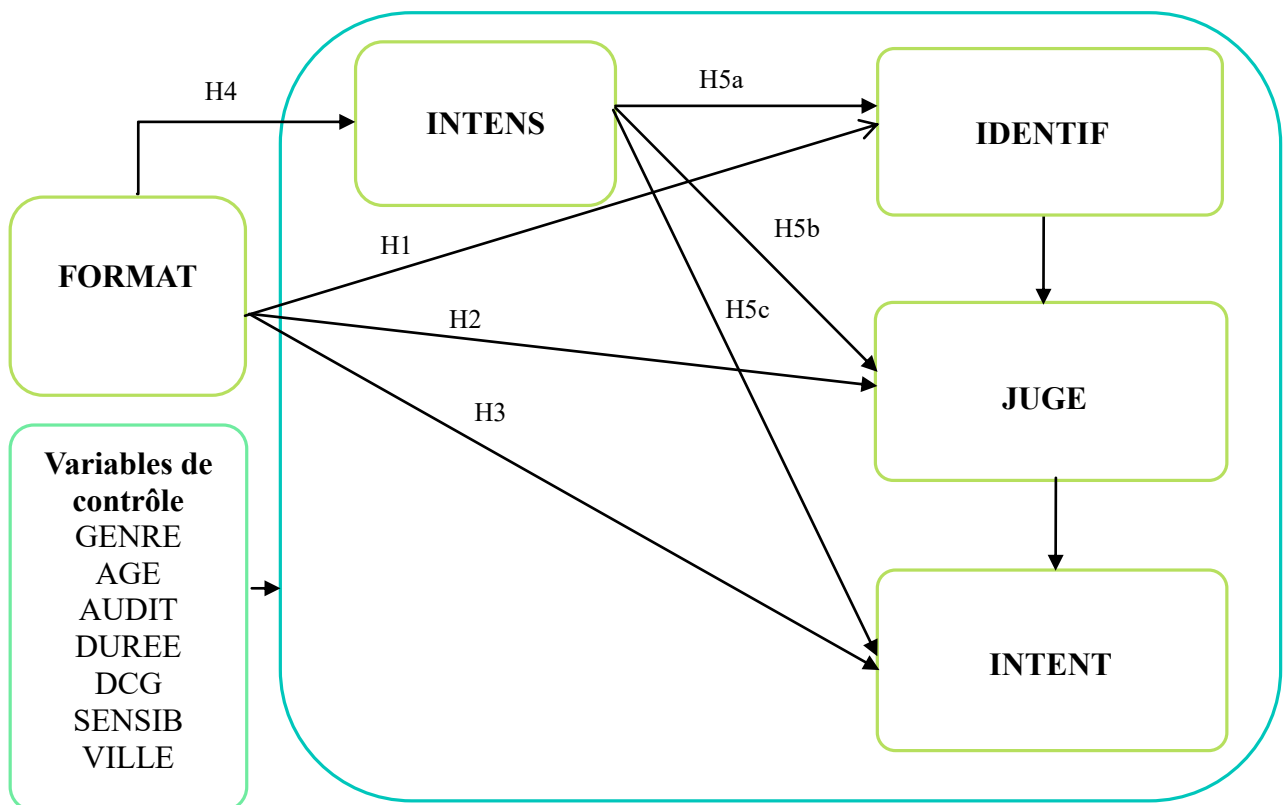 H4
INTENS
H5a
IDENTIF
FORMAT
H1
H5b
H2
H5c
JUGE
H3
INTENT
Variables de
contrôle
GENRE
AGE
AUDIT
DUREE
DCG
SENSIB
VILLE